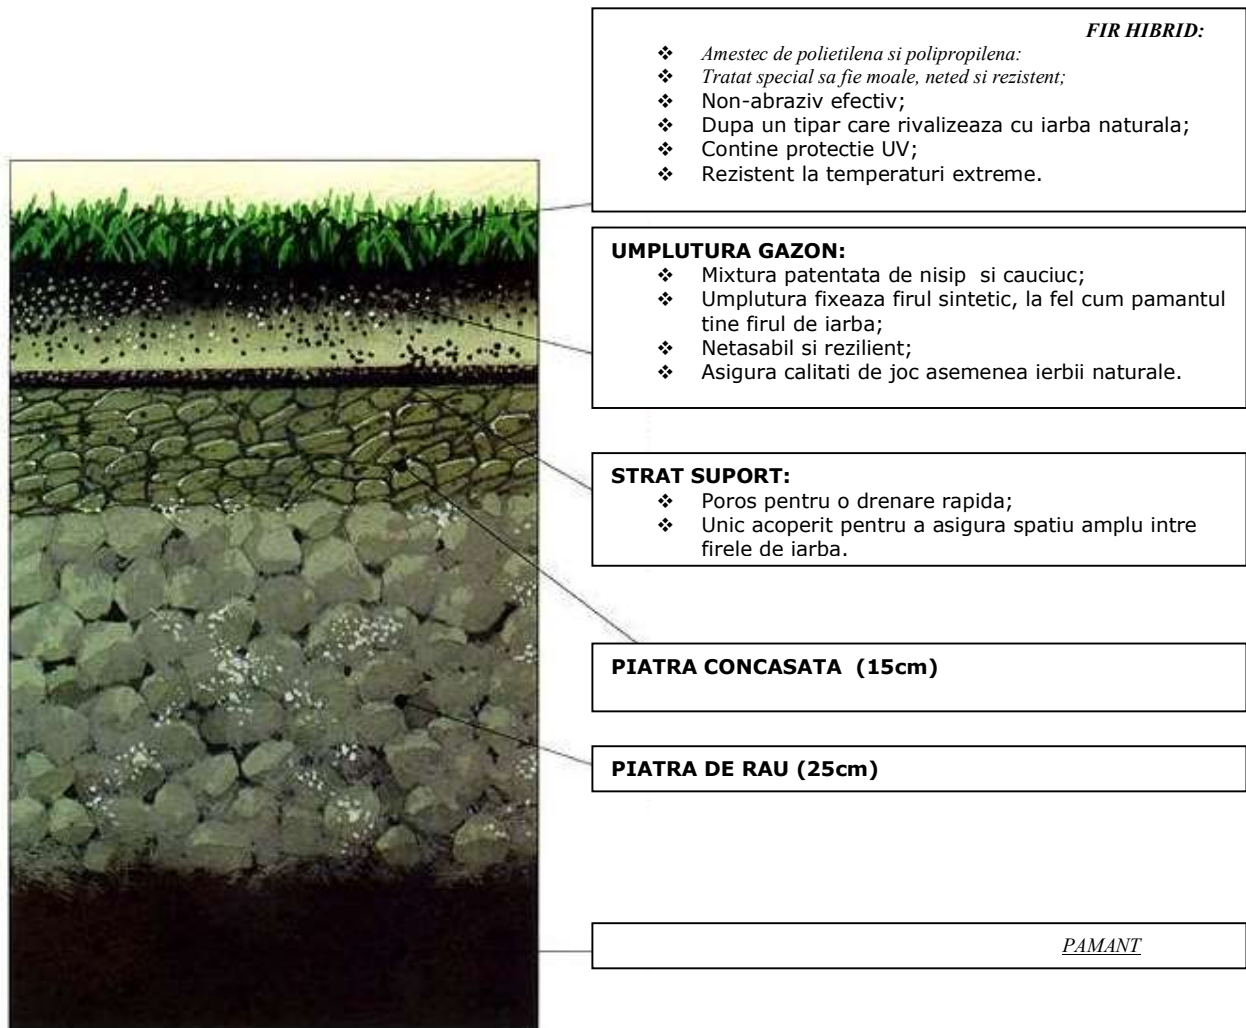 FIR HIBRID:
❖ Amestec de polietilena si polipropilena:
❖ Tratat special sa fie moale, neted si rezistent;
❖ Non-abraziv efectiv;
❖ Dupa un tipar care rivalizeaza cu iarba naturala;
❖ Contine protectie UV;
❖ Rezistent la temperaturi extreme.
UMPLUTURA GAZON:
❖ Mixtura patentata de nisip si cauciuc;
❖ Umplutura fixeaza firul sintetic, la fel cum pamantul
tine firul de iarba;
❖ Netasabil si rezilient;
❖ Asigura calitati de joc asemenea ierbii naturale.
STRAT SUPORT:
❖ Poros pentru o drenare rapida;
❖ Unic acoperit pentru a asigura spatiu amplu intre
firele de iarba.
PIATRA CONCASATA (15cm)
PIATRA DE RAU (25cm)
PAMANT